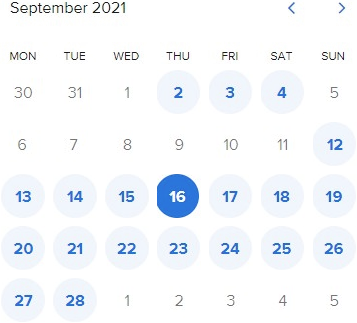 September 2021
MON TUE WED THU FRI SAT SUN
30 31 1 2 3 4 5
6 7 8 9 10 11 12
13 14 15 16 17 18 19
20 21 22 23 24 25 26
27 28 1 2 3 4 5